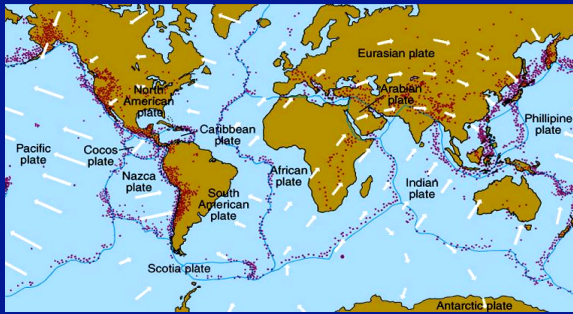 Eurasian plate
North
American
plate
Arabian
plate
Caribbean
plate
Phillipine
plate
Pacific
plate
Cocos
plate
Nazca
plate
African
plate
Indian
plate
South
American
plate
Scotia plate
Antarctic plate